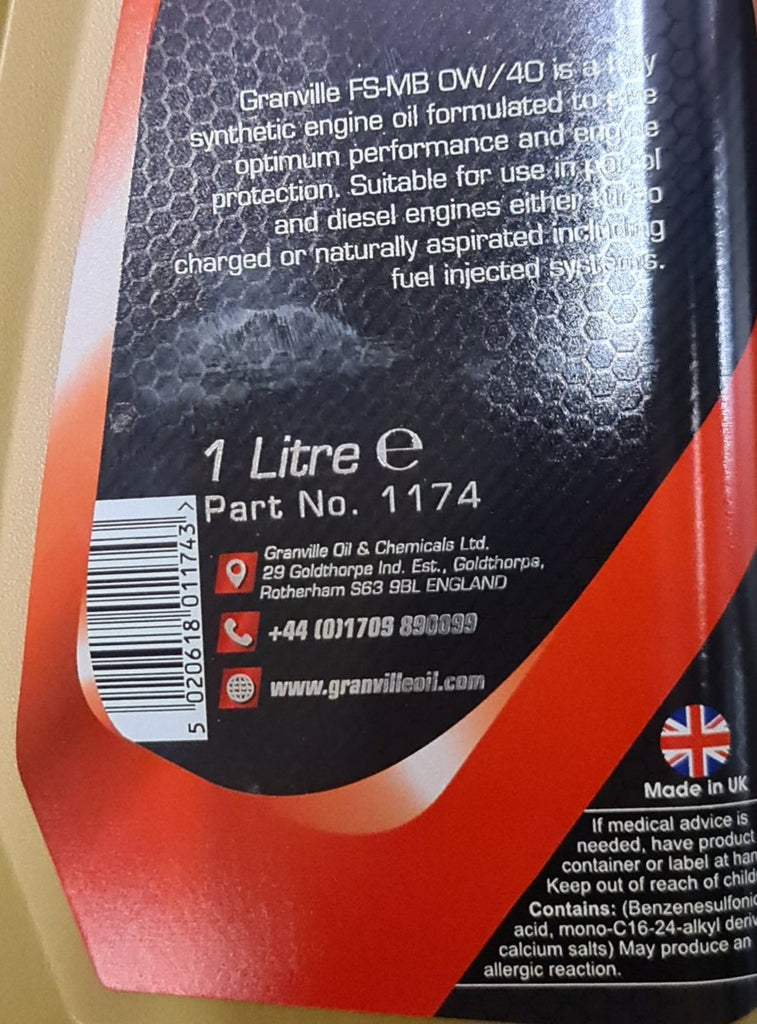 Granville FS-MB 0W/40 is a fully
synthetic engine oil formulated to give
optimum performance and engine
protection. Suitable for use in petrol
and diesel engines either turbo
charged or naturally aspirated including
fuel injected systems.
1 Litre ℮
Part No. 1174
Granville Oil & Chemicals Ltd.
29 Goldthorpe Ind. Est., Goldthorpe,
Rotherham S63 9BL ENGLAND
+44 (0)1709 890099
www.granvilleoil.com
5 020618 011743 >
Made in UK
If medical advice is
needed, have product
container or label at
Keep out of reach of
Contains: (Benzenesulfonic
acid, mono-C16-24-alkyl
calcium salts) May produce an
allergic reaction.